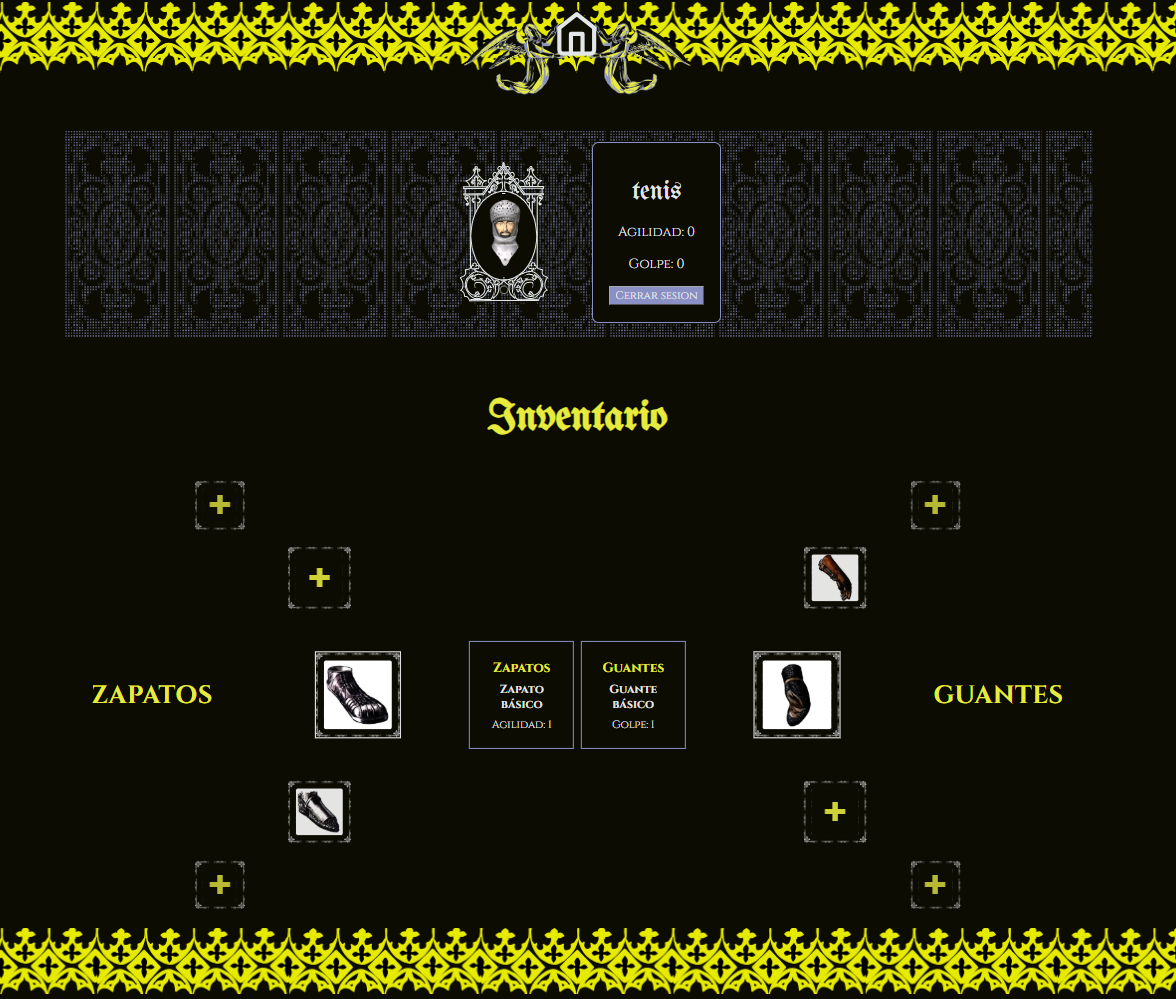 tenis
Agilidad: 0
Golpe: 0
Cerrar sesion
Inventario
ZAPATOS
Zapatos
Zapato
básico
Agilidad: 1
Guantes
Guante
básico
Golpe: 1
GUANTES